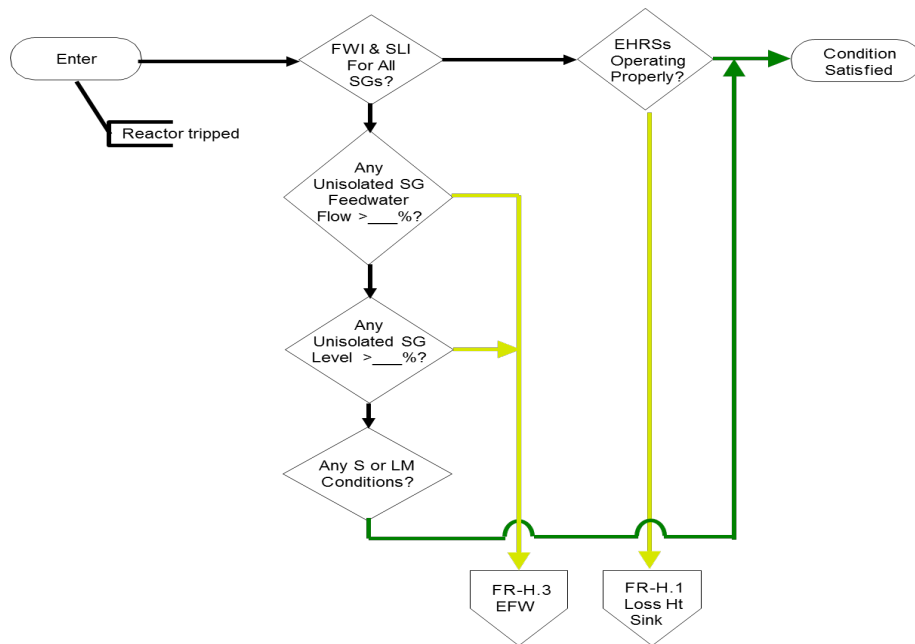 Enter
FWI & SLI
For All
SGs?
EHRSs
Operating
Properly?
Condition
Satisfied
Reactor tripped
Any
Unisolated SG
Feedwater
Flow >___%?
Any
Unisolated SG
Level >___%?
Any S or LM
Conditions?
FR-H.3
EFW
FR-H.1
Loss Ht
Sink